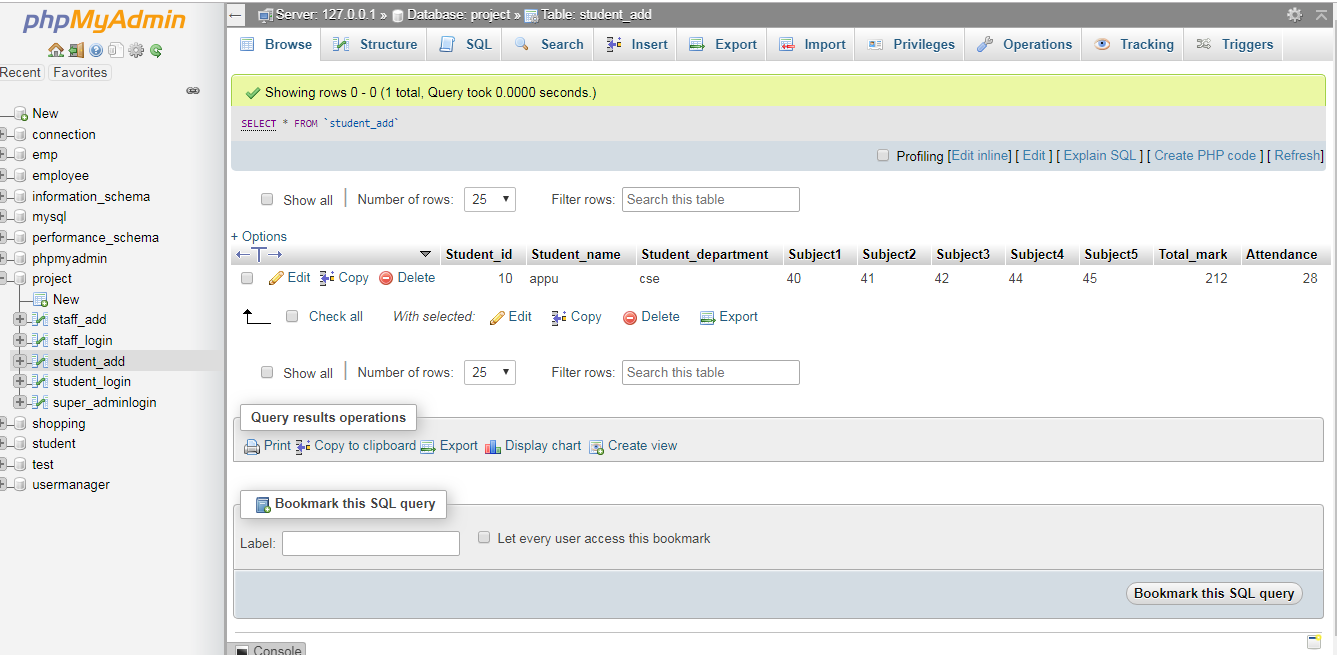 phpMyAdmin
Recent Favorites
New
connection
emp
employee
information_schema
mysql
performance_schema
phpmyadmin
project
New
staff_add
staff_login
student_add
student_login
super_adminlogin
shopping
student
test
usermanager
Server: 127.0.0.1 » Database: project » Table: student_add
Browse Structure SQL Search Insert Export Import Privileges Operations Tracking Triggers
Showing rows 0 - 0 (1 total, Query took 0.0000 seconds.)
SELECT * FROM `student_add`
Profiling [Edit inline] [ Edit ] [ Explain SQL ] [ Create PHP code ] [ Refresh]
Show all Number of rows: 25 Filter rows: Search this table
+ Options
Student_id Student_name Student_department Subject1 Subject2 Subject3 Subject4 Subject5 Total_mark Attendance
Edit Copy Delete 10 appu cse 40 41 42 44 45 212 28
Check all With selected: Edit Copy Delete Export
Show all Number of rows: 25 Filter rows: Search this table
Query results operations
Print Copy to clipboard Export Display chart Create view
Bookmark this SQL query
Label: Let every user access this bookmark
Bookmark this SQL query
Console